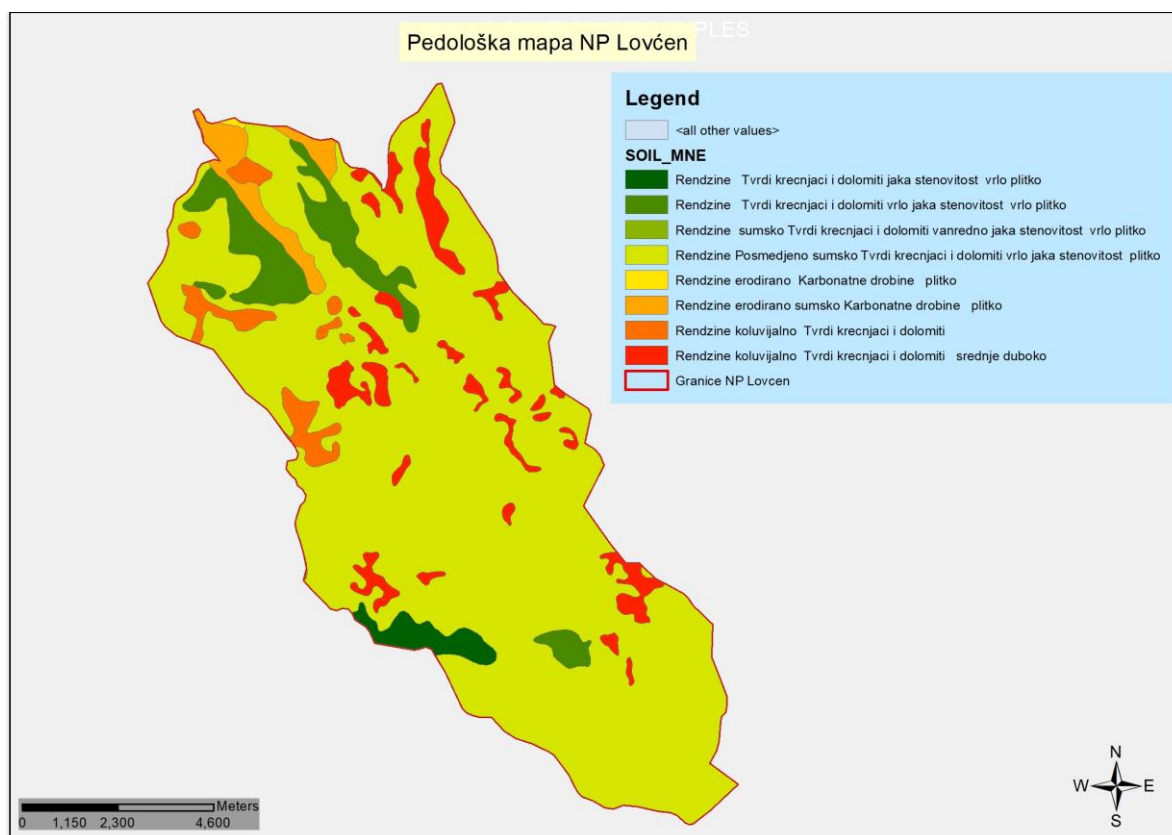 PLES
Pedološka mapa NP Lovćen
Legend
<all other values>
SOIL_MNE
Rendzine Tvrdi krecnjaci i dolomiti jaka stenovitost vrlo plitko
Rendzine Tvrdi krecnjaci i dolomiti vrlo jaka stenovitost vrlo plitko
Rendzine sumsko Tvrdi krecnjaci i dolomiti vanredno jaka stenovitost vrlo plitko
Rendzine Posmedjeno sumsko Tvrdi krecnjaci i dolomiti vrlo jaka stenovitost plitko
Rendzine erodirano Karbonatne drobine plitko
Rendzine erodirano sumsko Karbonatne drobine plitko
Rendzine koluvijalno Tvrdi krecnjaci i dolomiti
Rendzine koluvijalno Tvrdi krecnjaci i dolomiti srednje duboko
Granice NP Lovcen
N
W E
S
Meters
0 1,150 2,300 4,600